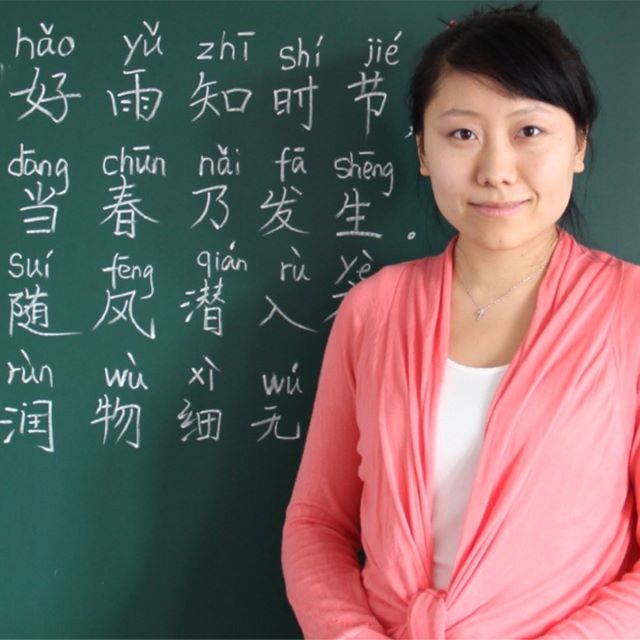 hǎo yǔ zhī shí jié
好雨知时节,
dāng chūn nǎi fā shēng
当春乃发生。
suí fēng qián rù yè
随风潜入
rùn wù xì wú
润物细无